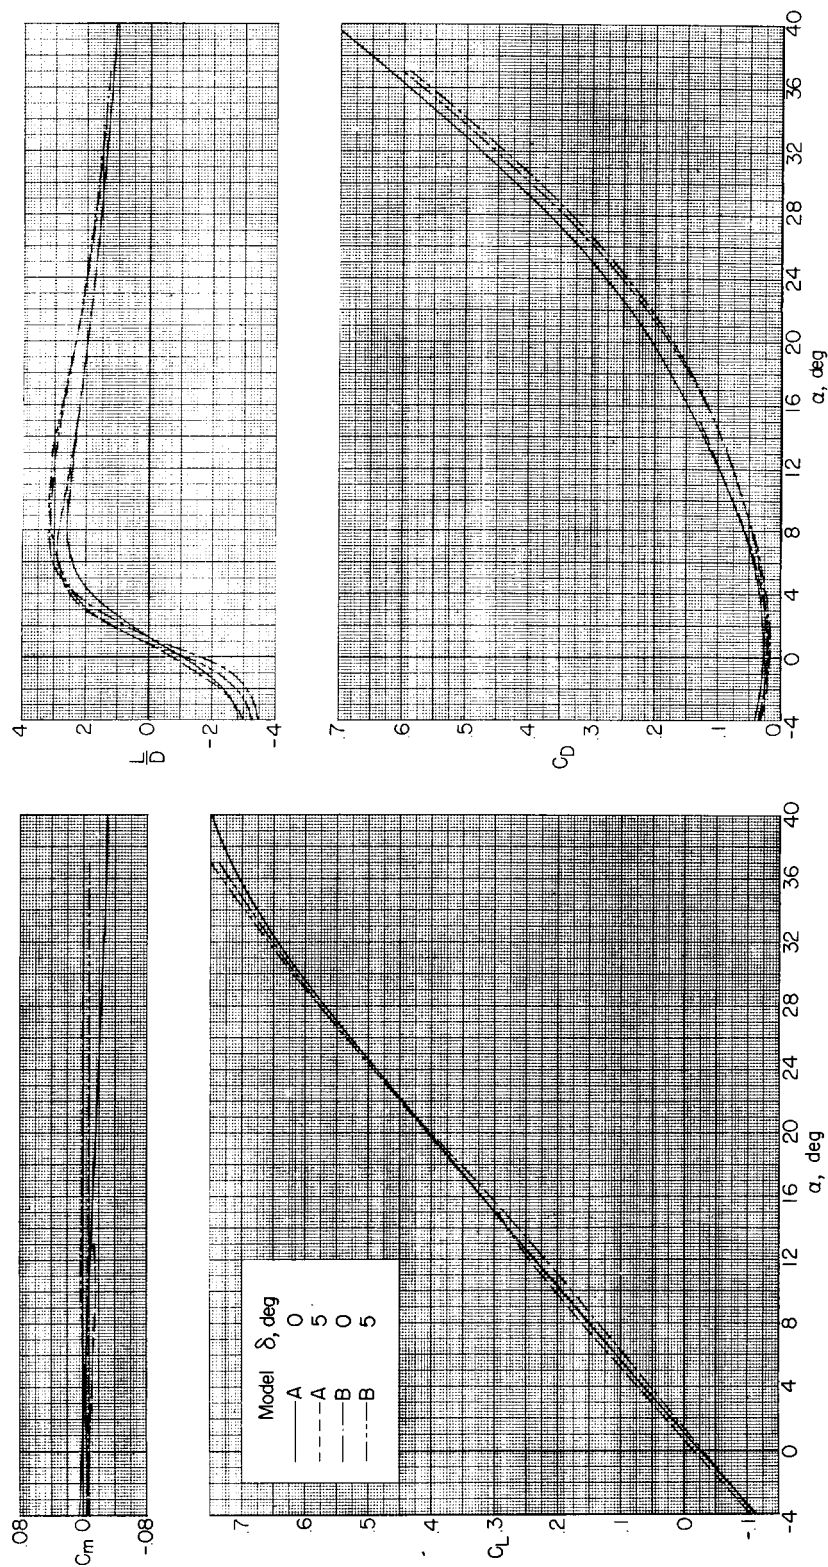 .08
C_m 0
-.08
.7
.6
.5
.4
C_L .3
.2
.1
0
-.1
-4 0 4 8 12 16 20 24 28 32 36 40
α, deg
Model δ, deg
A 0
A 5
B 0
B 5
4
2
L/D 0
-2
-4
.7
.6
.5
.4
C_D .3
.2
.1
0
-4 0 4 8 12 16 20 24 28 32 36 40
α, deg